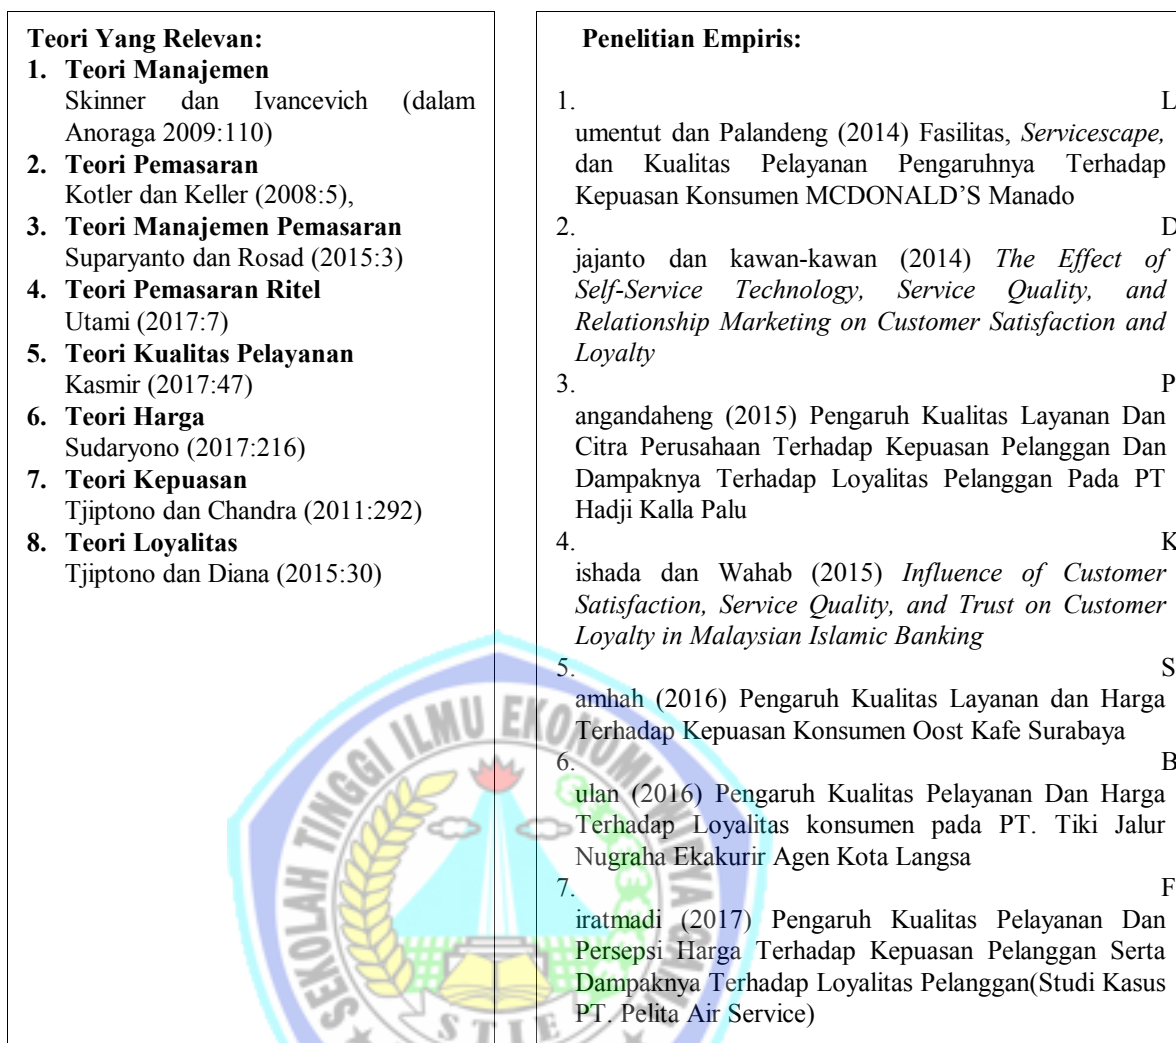 Teori Yang Relevan:
1. Teori Manajemen
Skinner dan Ivancevich (dalam
Anoraga 2009:110)
2. Teori Pemasaran
Kotler dan Keller (2008:5),
3. Teori Manajemen Pemasaran
Suparyanto dan Rosad (2015:3)
4. Teori Pemasaran Ritel
Utami (2017:7)
5. Teori Kualitas Pelayanan
Kasmir (2017:47)
6. Teori Harga
Sudaryono (2017:216)
7. Teori Kepuasan
Tjiptono dan Chandra (2011:292)
8. Teori Loyalitas
Tjiptono dan Diana (2015:30)
Penelitian Empiris:
1. L
umentut dan Palandeng (2014) Fasilitas, Servicescape,
dan Kualitas Pelayanan Pengaruhnya Terhadap
Kepuasan Konsumen MCDONALD'S Manado
2. D
jajanto dan kawan-kawan (2014) The Effect of
Self-Service Technology, Service Quality, and
Relationship Marketing on Customer Satisfaction and
Loyalty
3. P
angandaheng (2015) Pengaruh Kualitas Layanan Dan
Citra Perusahaan Terhadap Kepuasan Pelanggan Dan
Dampaknya Terhadap Loyalitas Pelanggan Pada PT
Hadji Kalla Palu
4. K
ishada dan Wahab (2015) Influence of Customer
Satisfaction, Service Quality, and Trust on Customer
Loyalty in Malaysian Islamic Banking
5. S
amhah (2016) Pengaruh Kualitas Layanan dan Harga
Terhadap Kepuasan Konsumen Oost Kafe Surabaya
6. B
ulan (2016) Pengaruh Kualitas Pelayanan Dan Harga
Terhadap Loyalitas konsumen pada PT. Tiki Jalur
Nugraha Ekakurir Agen Kota Langsa
7. F
iratmadi (2017) Pengaruh Kualitas Pelayanan Dan
Persepsi Harga Terhadap Kepuasan Pelanggan Serta
Dampaknya Terhadap Loyalitas Pelanggan(Studi Kasus
PT. Pelita Air Service)
SEKOLAH TINGGI ILMU EKONOMI
STIE